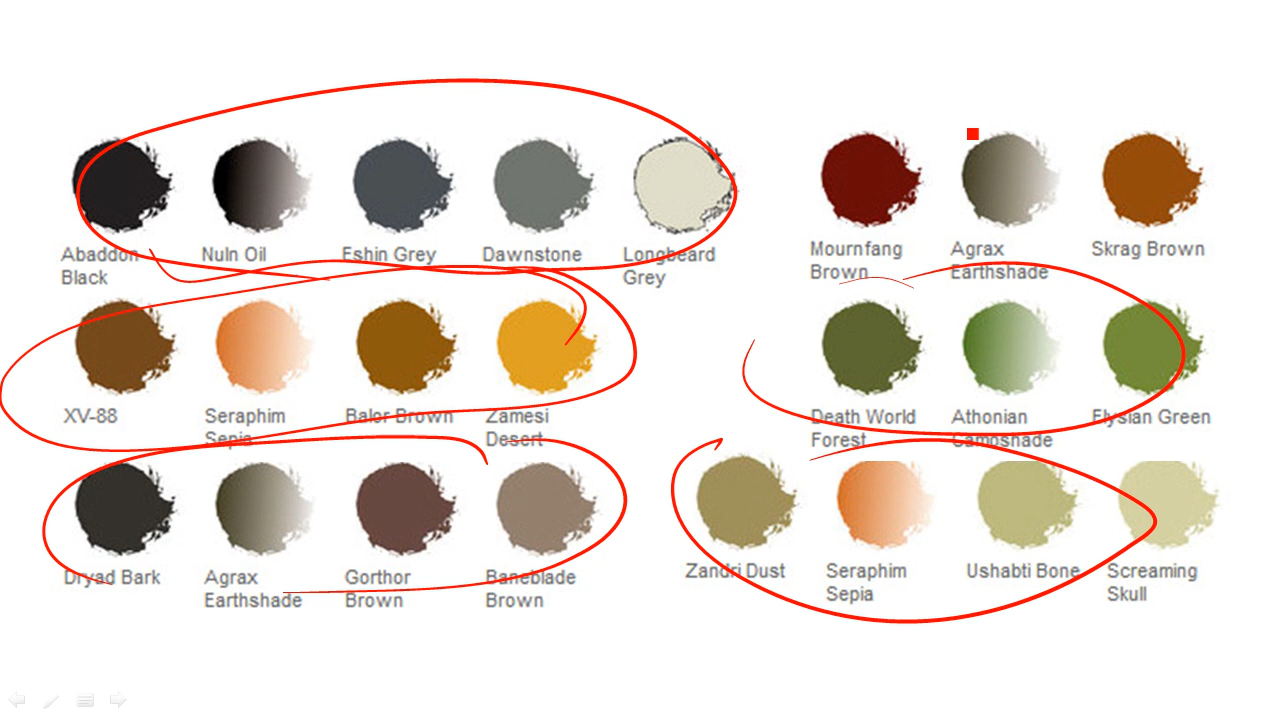 Abaddon
Black
Nuln Oil
Eshin Grey
Dawnstone
Longbeard
Grey
Mournfang
Brown
Agrax
Earthshade
Skrag Brown
XV-88
Seraphim
Sepia
Balor Brown
Zamesi
Desert
Death World
Forest
Athonian
Camoshade
Elysian Green
Dryad Bark
Agrax
Earthshade
Gorthor
Brown
Baneblade
Brown
Zandri Dust
Seraphim
Sepia
Ushabti Bone
Screaming
Skull